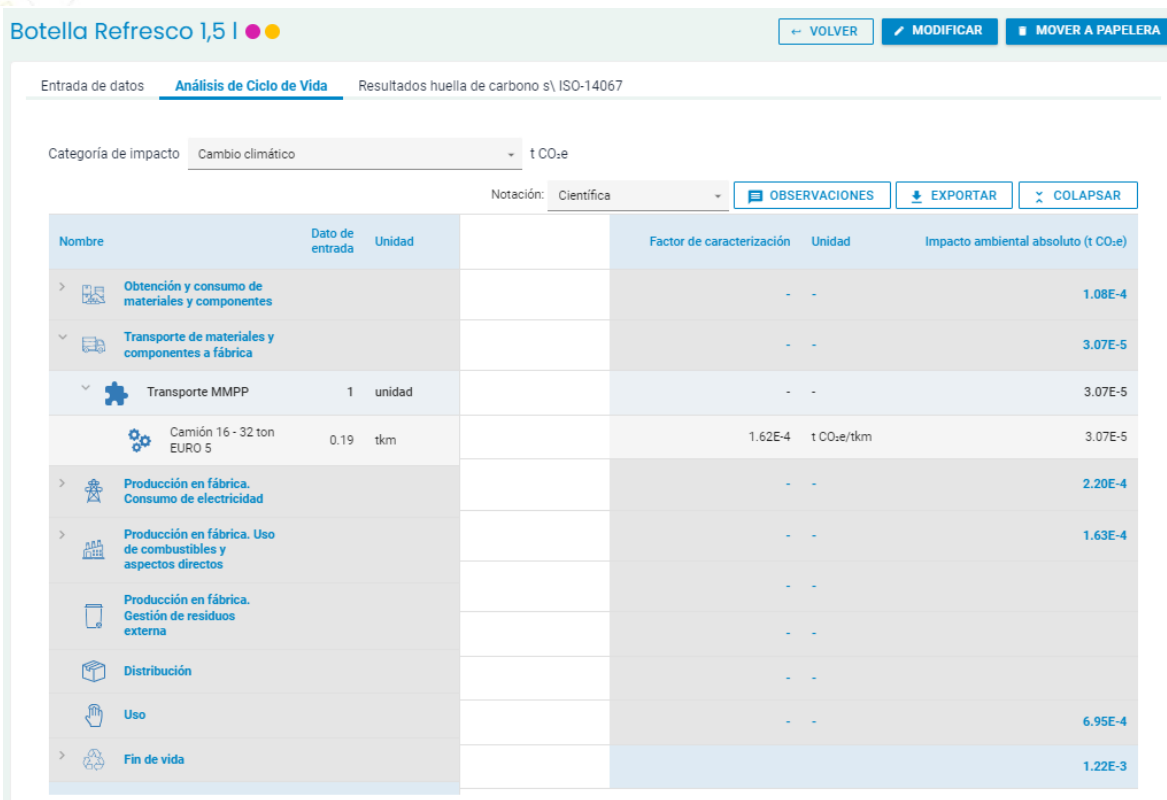 Botella Refresco 1,5 l
← VOLVER
MODIFICAR
MOVER A PAPELERA
Entrada de datos
Análisis de Ciclo de Vida
Resultados huella de carbono s\ ISO-14067
Categoría de impacto
Cambio climático
t CO₂e
Notación:
Científica
OBSERVACIONES
EXPORTAR
COLAPSAR
Nombre
Dato de
entrada
Unidad
Factor de caracterización
Unidad
Impacto ambiental absoluto (t CO₂e)
Obtención y consumo de
materiales y componentes
- - 1.08E-4
Transporte de materiales y
componentes a fábrica
- - 3.07E-5
Transporte MMPP 1 unidad - - 3.07E-5
Camión 16 - 32 ton
EURO 5
0.19 tkm 1.62E-4 t CO₂e/tkm 3.07E-5
Producción en fábrica.
Consumo de electricidad
- - 2.20E-4
Producción en fábrica. Uso
de combustibles y
aspectos directos
- - 1.63E-4
Producción en fábrica.
Gestión de residuos
externa
- -
- -
Distribución
- -
Uso
- - 6.95E-4
Fin de vida
1.22E-3